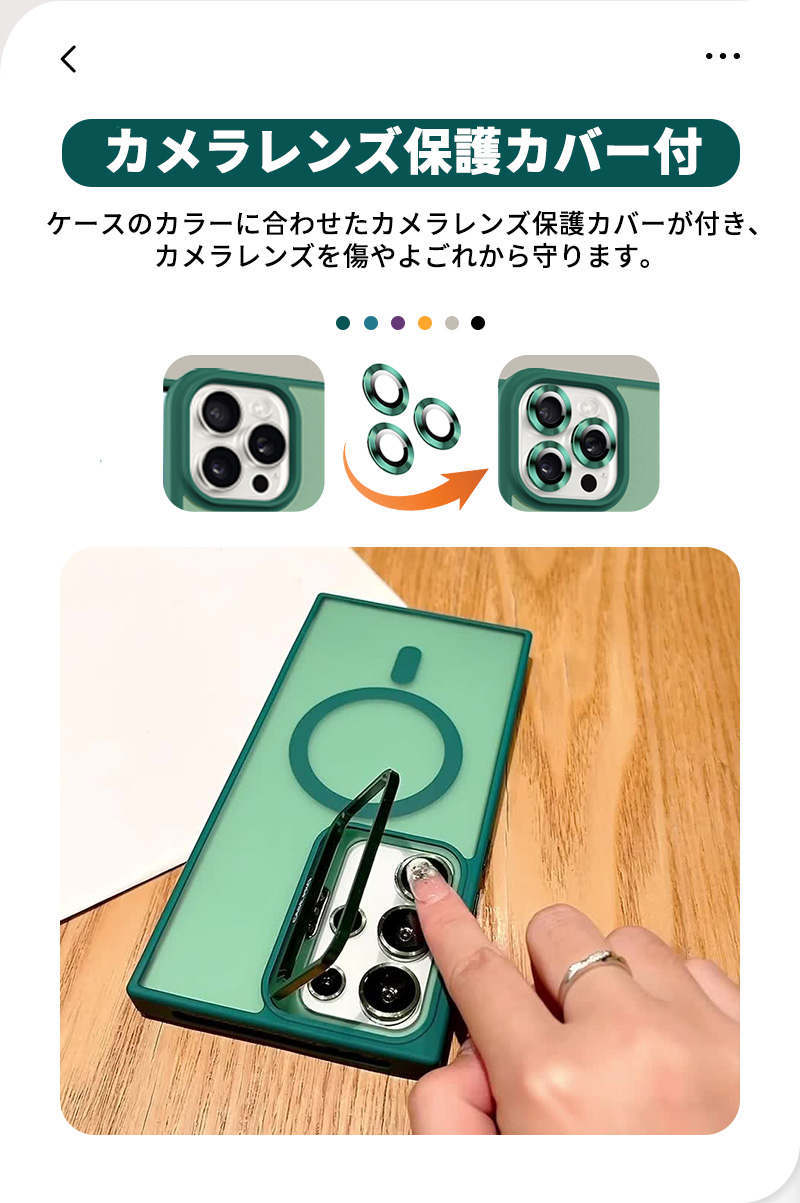 カメラレンズ保護カバー付
ケースのカラーに合わせたカメラレンズ保護カバーが付き、
カメラレンズを傷やよごれから守ります。